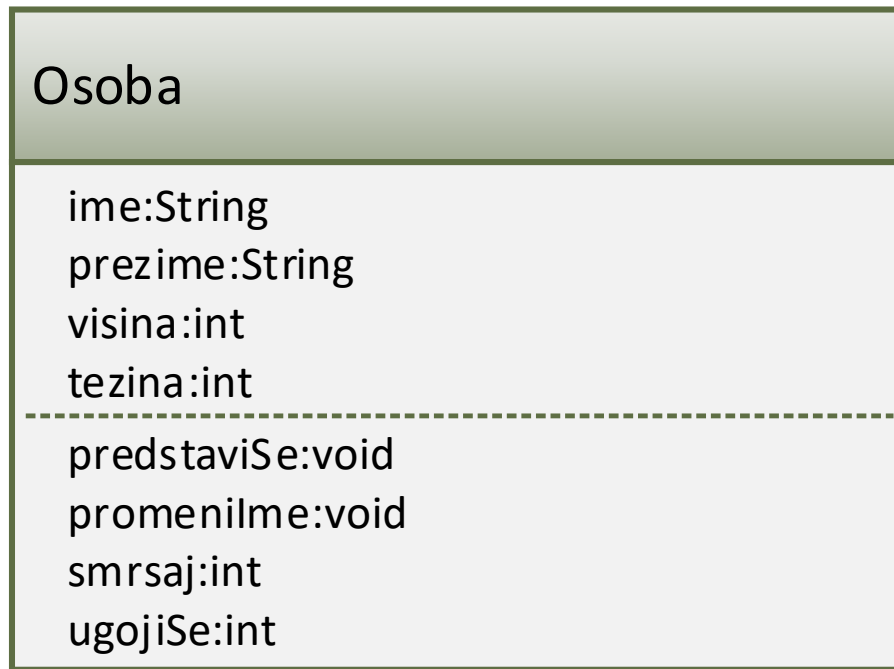 Osoba
ime:String
prezime:String
visina:int
tezina:int
predstaviSe:void
promeniIme:void
smrsaj:int
ugojiSe:int